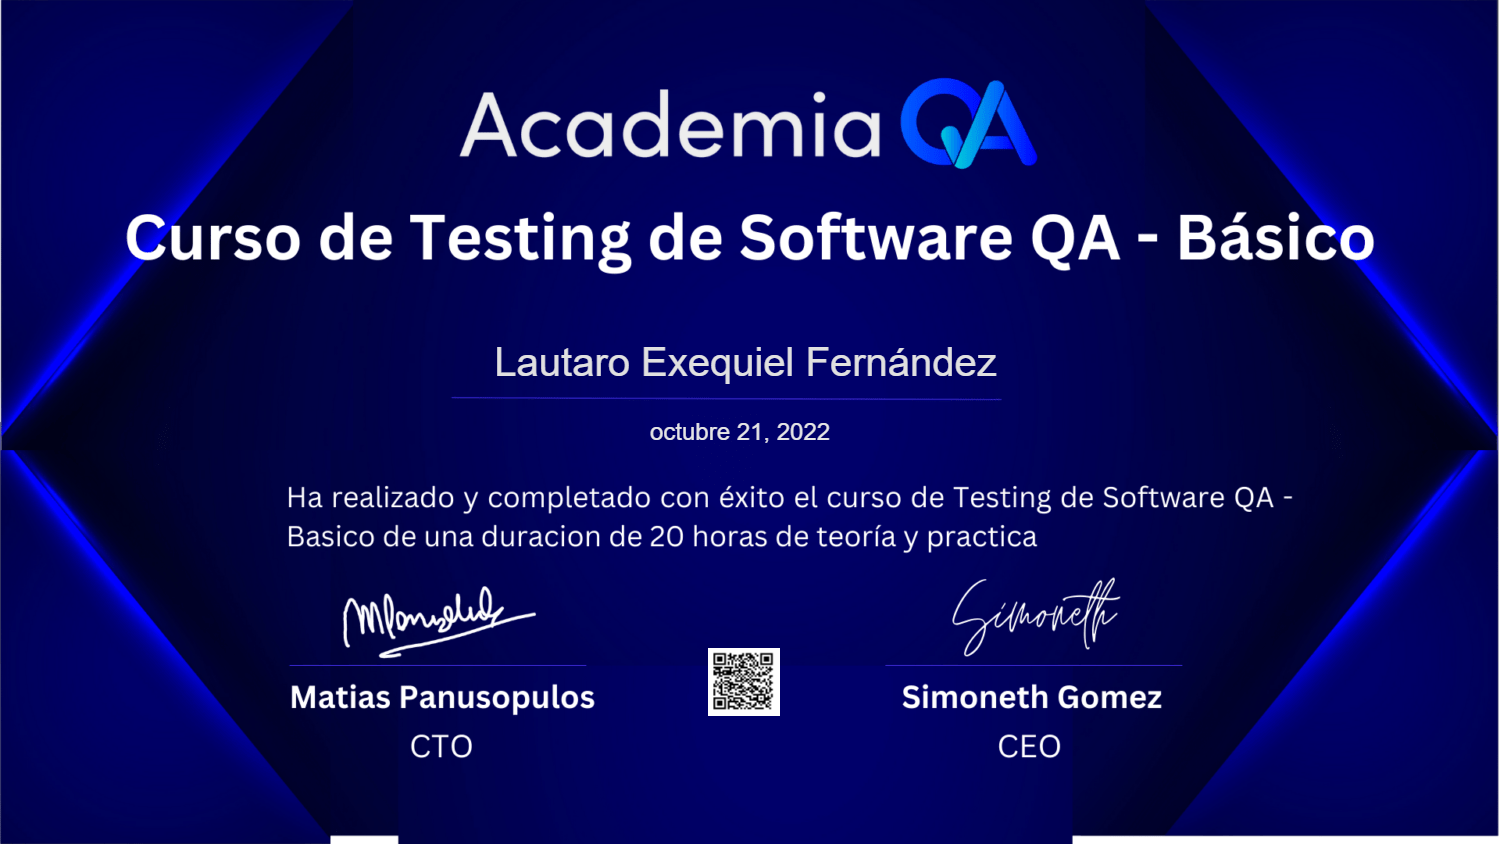 Academia QA
Curso de Testing de Software QA - Básico
Lautaro Exequiel Fernández
octubre 21, 2022
Ha realizado y completado con éxito el curso de Testing de Software QA -
Basico de una duracion de 20 horas de teoría y practica
Simoneth
Matias Panusopulos
Simoneth Gomez
CTO
CEO